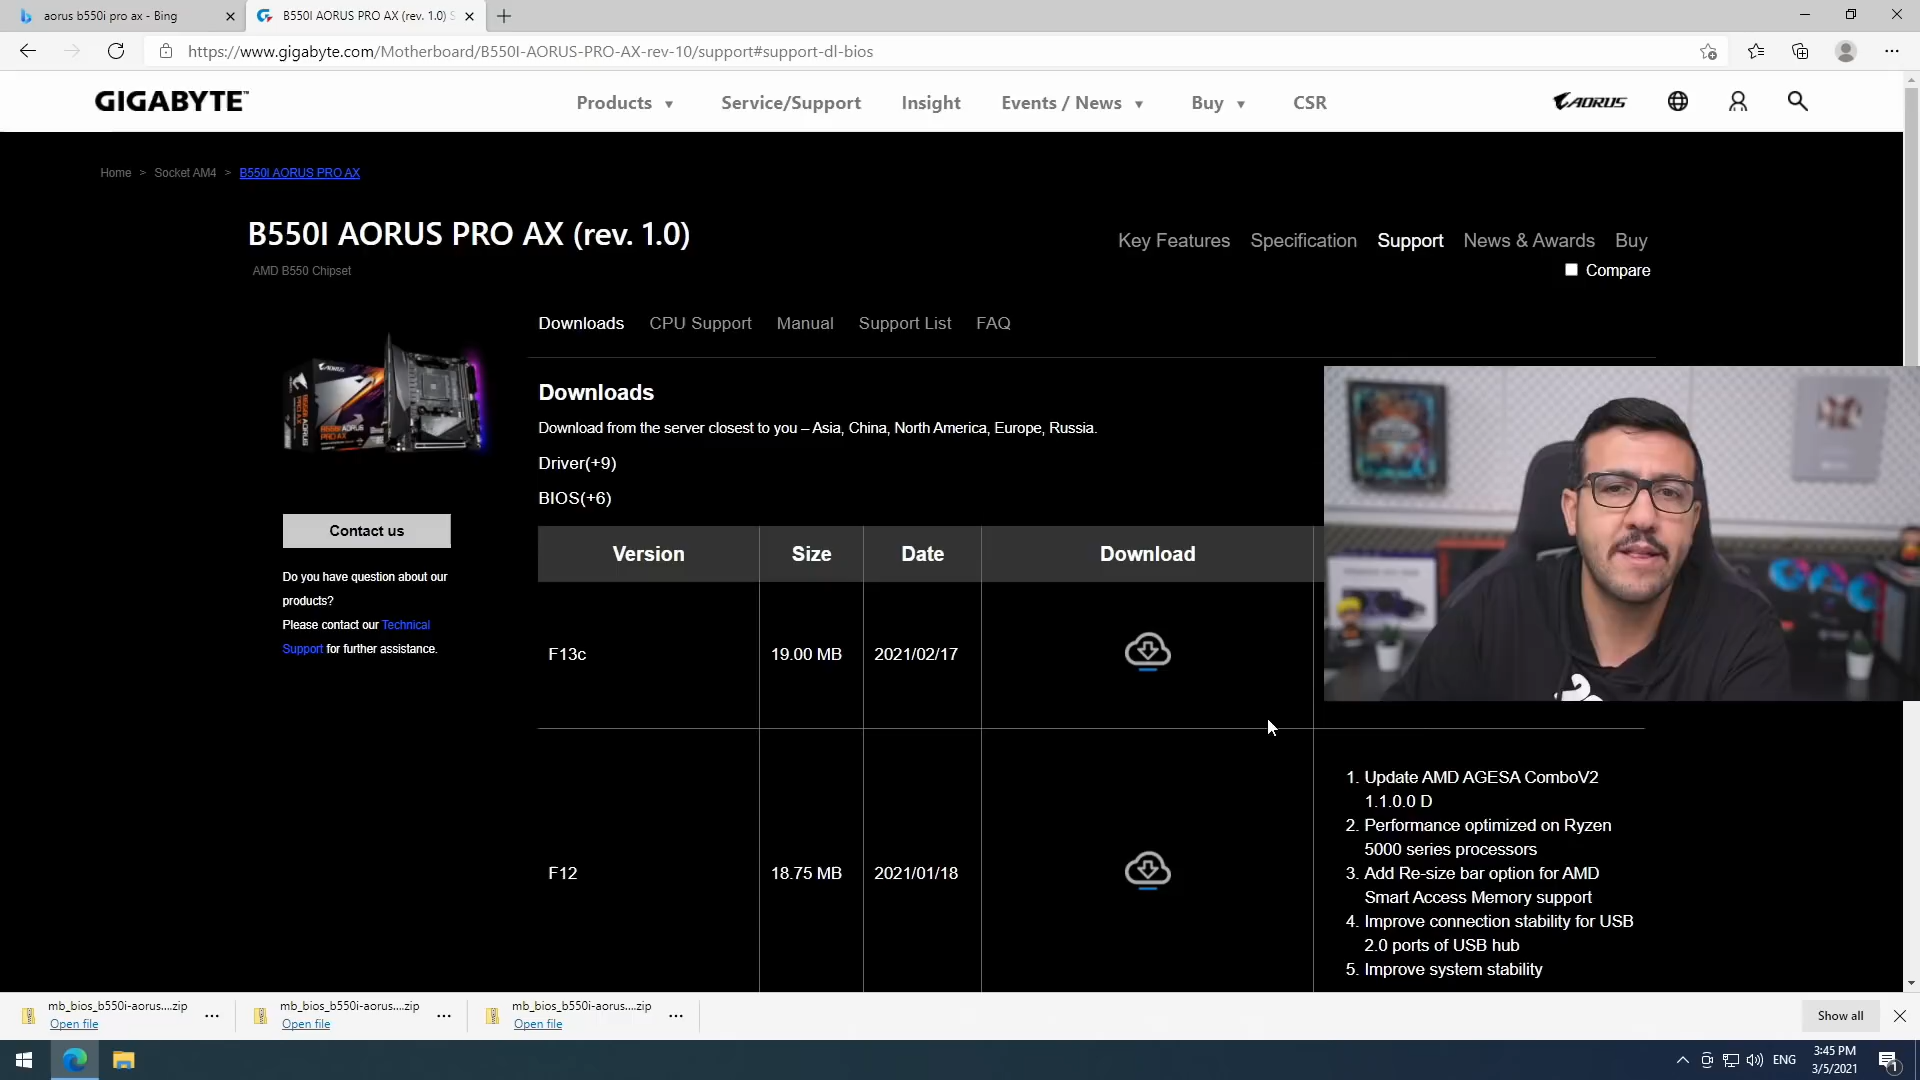 aorus b550i pro ax - Bing
B550I AORUS PRO AX (rev. 1.0) S
https://www.gigabyte.com/Motherboard/B550I-AORUS-PRO-AX-rev-10/support#support-dl-bios
GIGABYTE™
Products ▼ Service/Support Insight Events / News ▼ Buy ▼ CSR
AORUS
Home > Socket AM4 > B550I AORUS PRO AX
B550I AORUS PRO AX (rev. 1.0)
AMD B550 Chipset
Key Features Specification Support News & Awards Buy
Compare
Downloads CPU Support Manual Support List FAQ
Downloads
Download from the server closest to you – Asia, China, North America, Europe, Russia.
Driver(+9)
BIOS(+6)
AORUS
B550I AORUS
PRO AX
Contact us
Do you have question about our
products?
Please contact our Technical
Support for further assistance.
Version Size Date Download
F13c 19.00 MB 2021/02/17
F12 18.75 MB 2021/01/18
1. Update AMD AGESA ComboV2
1.1.0.0 D
2. Performance optimized on Ryzen
5000 series processors
3. Add Re-size bar option for AMD
Smart Access Memory support
4. Improve connection stability for USB
2.0 ports of USB hub
5. Improve system stability
mb_bios_b550i-aorus....zip
Open file
mb_bios_b550i-aorus....zip
Open file
mb_bios_b550i-aorus....zip
Open file
Show all
ENG
3:45 PM
3/5/2021
1